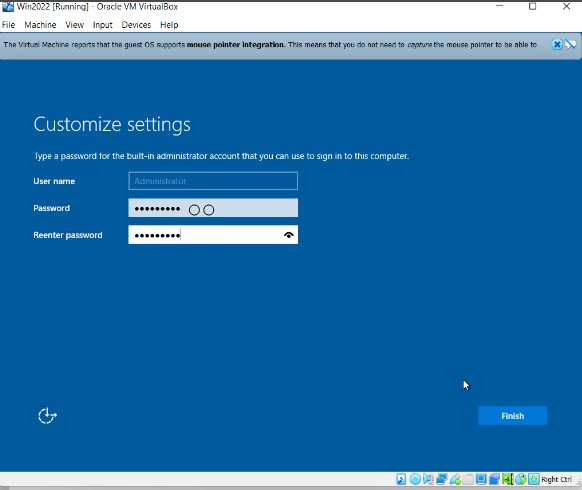 Win2022 [Running] - Oracle VM VirtualBox
File Machine View Input Devices Help
The Virtual Machine reports that the guest OS supports mouse pointer integration. This means that you do not need to capture the mouse pointer to be able to
Customize settings
Type a password for the built-in administrator account that you can use to sign in to this computer.
User name Administrator
Password •••••••••
Reenter password •••••••••
Finish
Right Ctrl